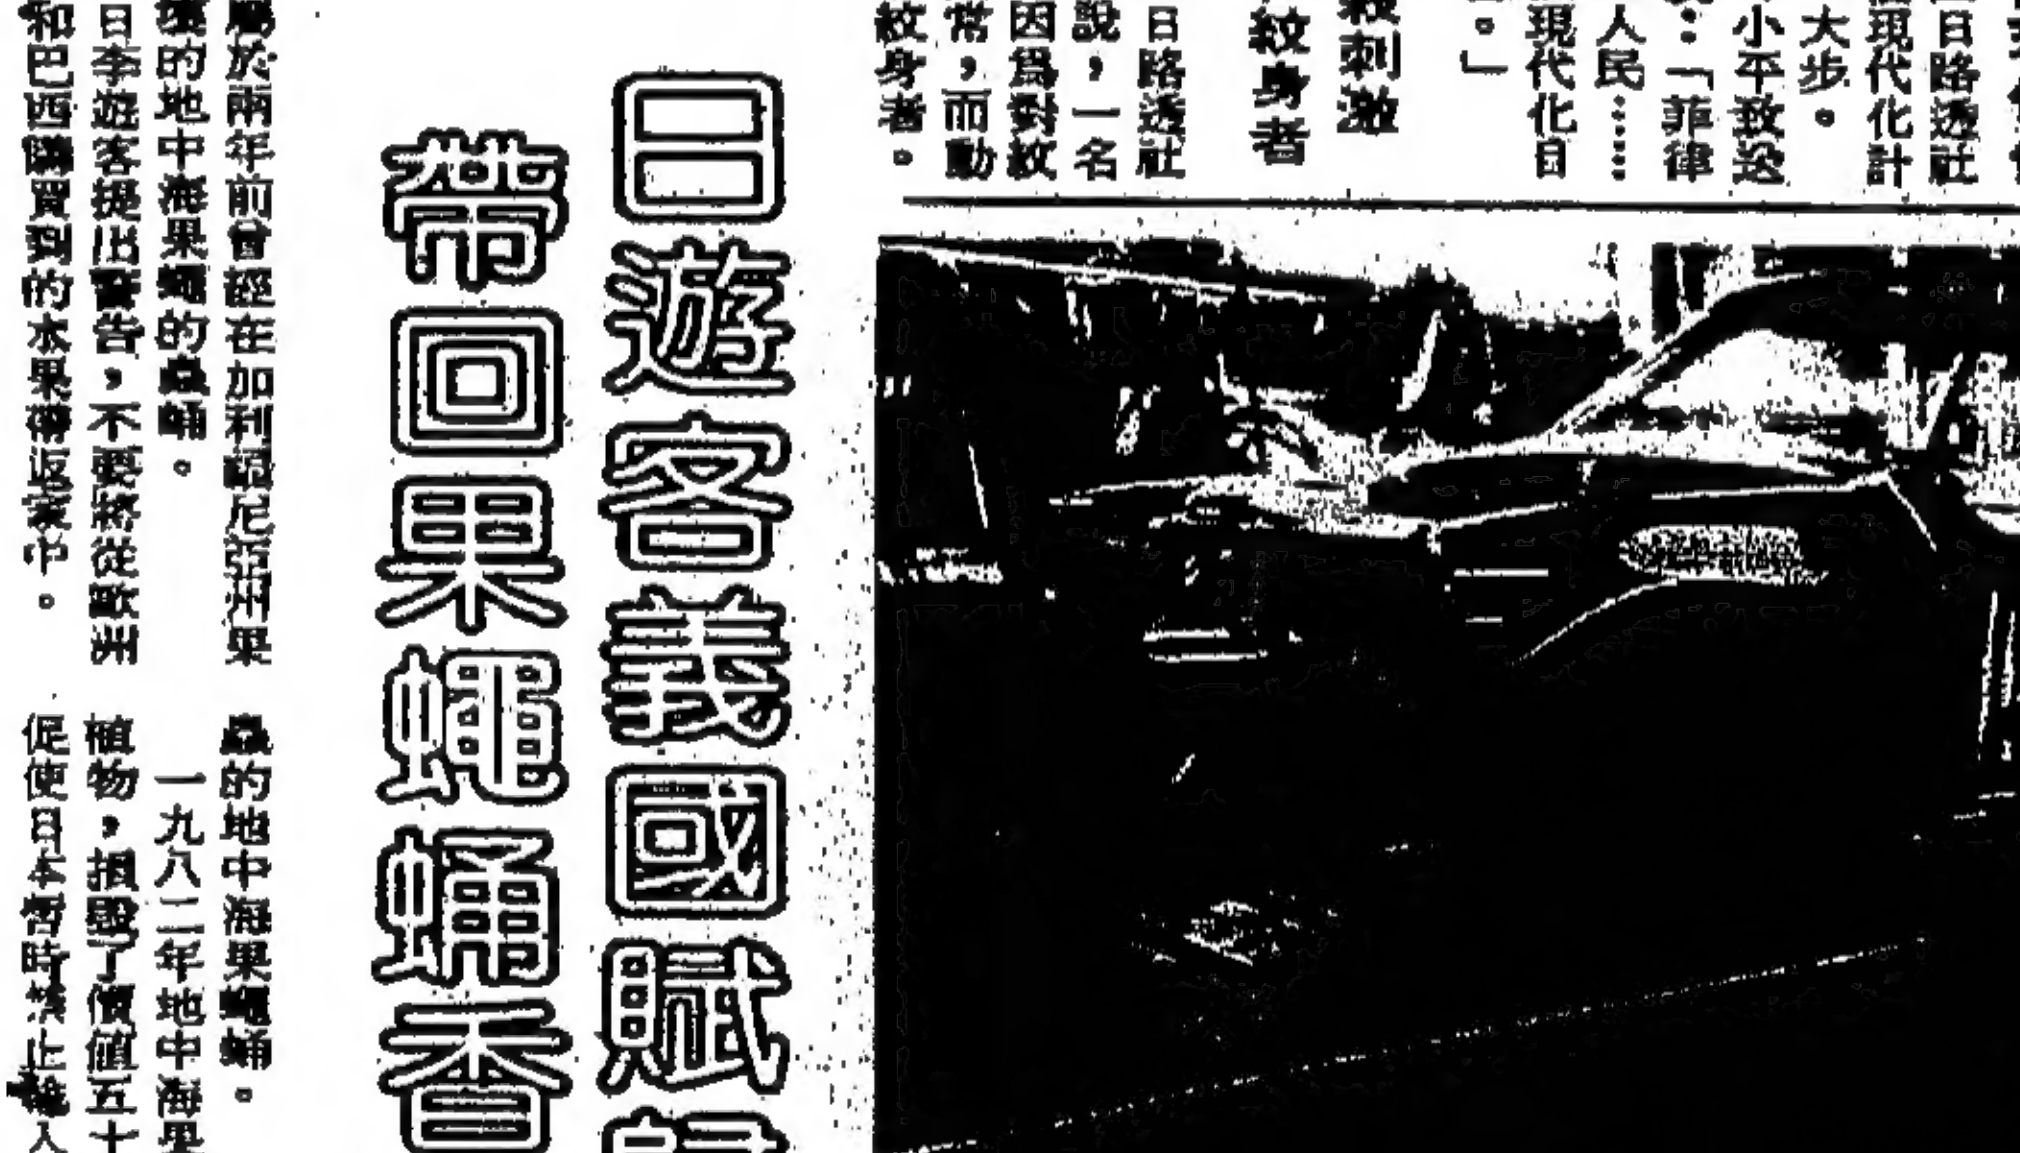 日路透社
現代化計
大步。
小平致送
:「菲律
人民……
現代化目
。」
刺激
紋身者
日路透社
說，一名
因爲對紋
常，而動
紋身者。
日遊客義國賦歸
帶回果蠅蛹香
屬於兩年前曾經在加利福尼亞州果
的地中海果蠅的蟲蛹。
日李遊客提出警告，不要將從歐洲
和巴西購買到的水果帶返家中。
蟲的地中海果蠅蛹。
一九八二年地中海果
植物，損毀了價值五十
促使日本暫時禁止輸入